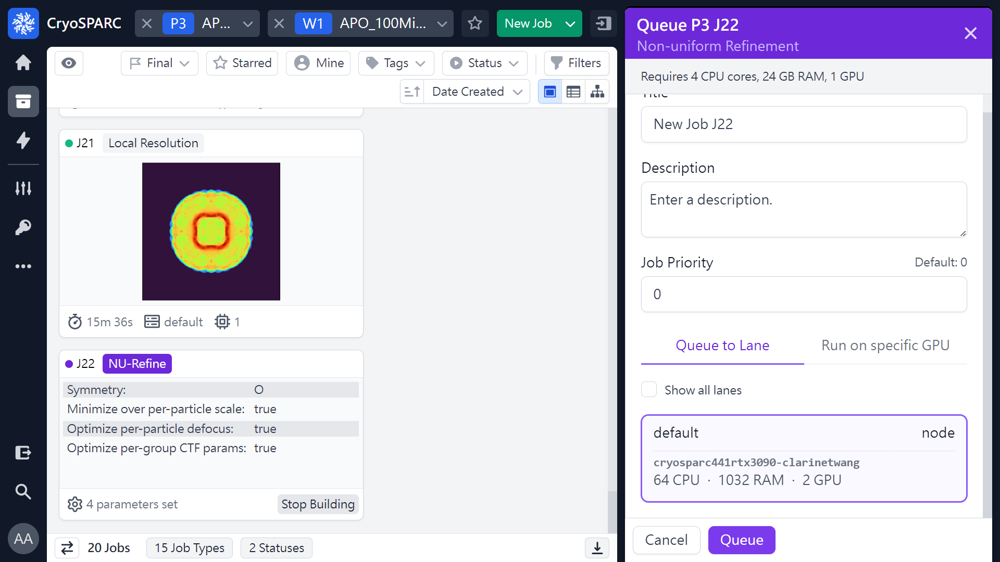 CryoSPARC
P3 AP...
W1 APO_100Mi...
New Job
Final
Starred
Mine
Tags
Status
Filters
Date Created
J21 Local Resolution
15m 36s default 1
J22 NU-Refine
Symmetry: O
Minimize over per-particle scale: true
Optimize per-particle defocus: true
Optimize per-group CTF params: true
4 parameters set
Stop Building
20 Jobs
15 Job Types
2 Statuses
AA
Queue P3 J22
Non-uniform Refinement
Requires 4 CPU cores, 24 GB RAM, 1 GPU
Title
New Job J22
Description
Enter a description.
Job Priority
Default: 0
0
Queue to Lane
Run on specific GPU
Show all lanes
default node
cryosparc441rtx3090-clarinetwang
64 CPU · 1032 RAM · 2 GPU
Cancel
Queue